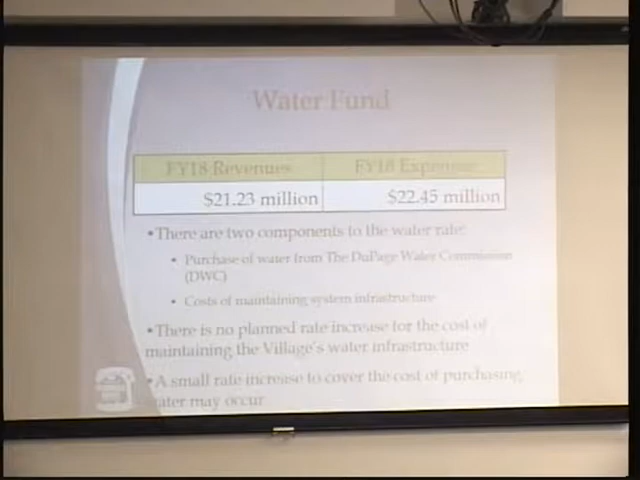 Water Fund
FY18 Revenues FY18 Expenses
$21.23 million $22.45 million
•There are two components to the water rate:
• Purchase of water from The DuPage Water Commission
(DWC)
• Costs of maintaining system infrastructure
•There is no planned rate increase for the cost of
maintaining the Village's water infrastructure
•A small rate increase to cover the cost of purchasing
water may occur